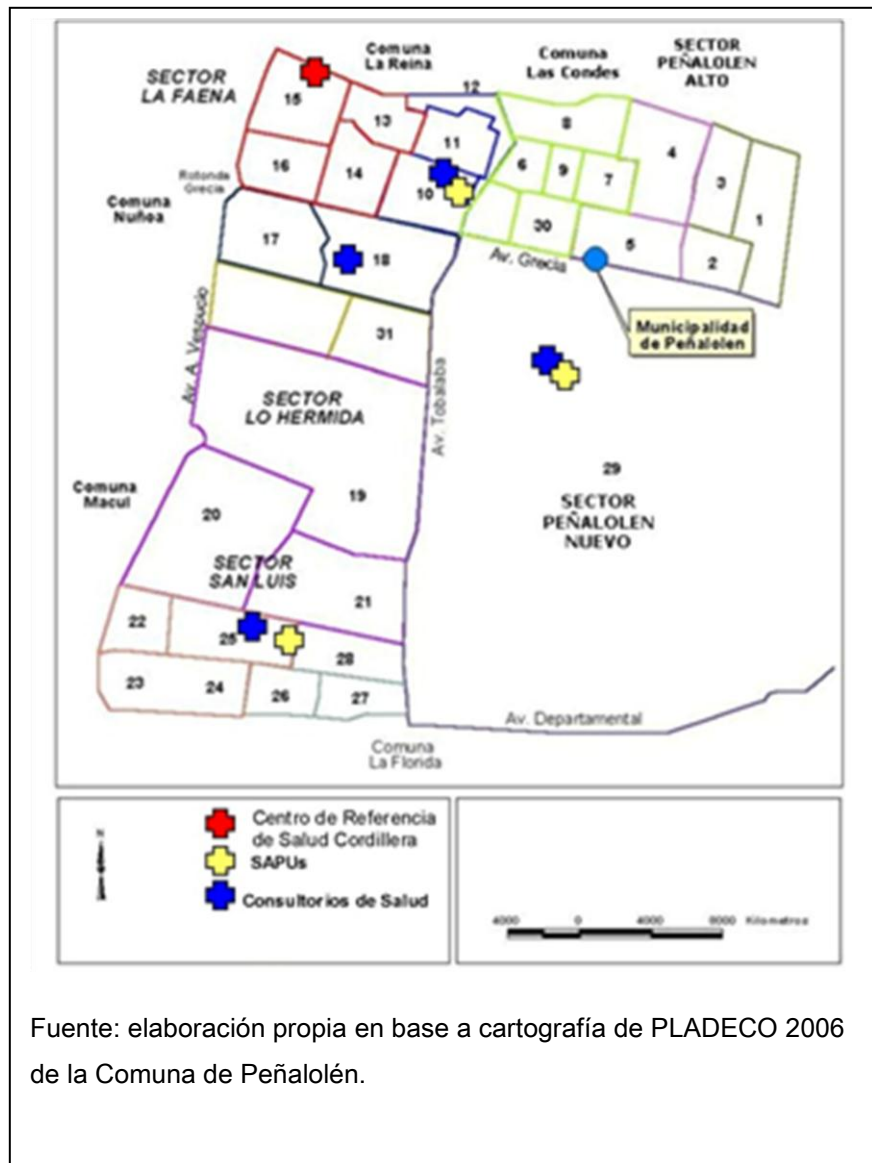 SECTOR
LA FAENA
Comuna
La Reina
Comuna
Las Condes
SECTOR
PEÑALOLEN
ALTO
12
15
13
11
8
4
3
1
16
14
10
6
9
7
30
5
2
Rotonda
Grecia
Comuna
Nuñoa
17
18
Av. Grecia
Municipalidad
de Peñalolen
31
Av. A. Vespucio
SECTOR
LO HERMIDA
Av. Tobalaba
29
SECTOR
PEÑALOLEN
NUEVO
Comuna
Macul
19
20
SECTOR
SAN LUIS
21
22
25
28
23
24
26
27
Av. Departamental
Comuna
La Florida
N
Centro de Referencia
de Salud Cordillera
SAPUs
Consultorios de Salud
4000 0 4000 8000 Kilometros
Fuente: elaboración propia en base a cartografía de PLADECO 2006
de la Comuna de Peñalolén.